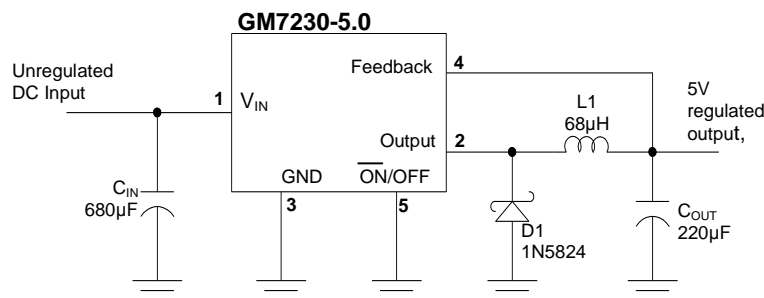 GM7230-5.0
Unregulated
DC Input
1
V_IN
Feedback
4
Output
2
L1
68µH
5V
regulated
output,
GND
ON/OFF
3
5
C_IN
680µF
D1
1N5824
C_OUT
220µF